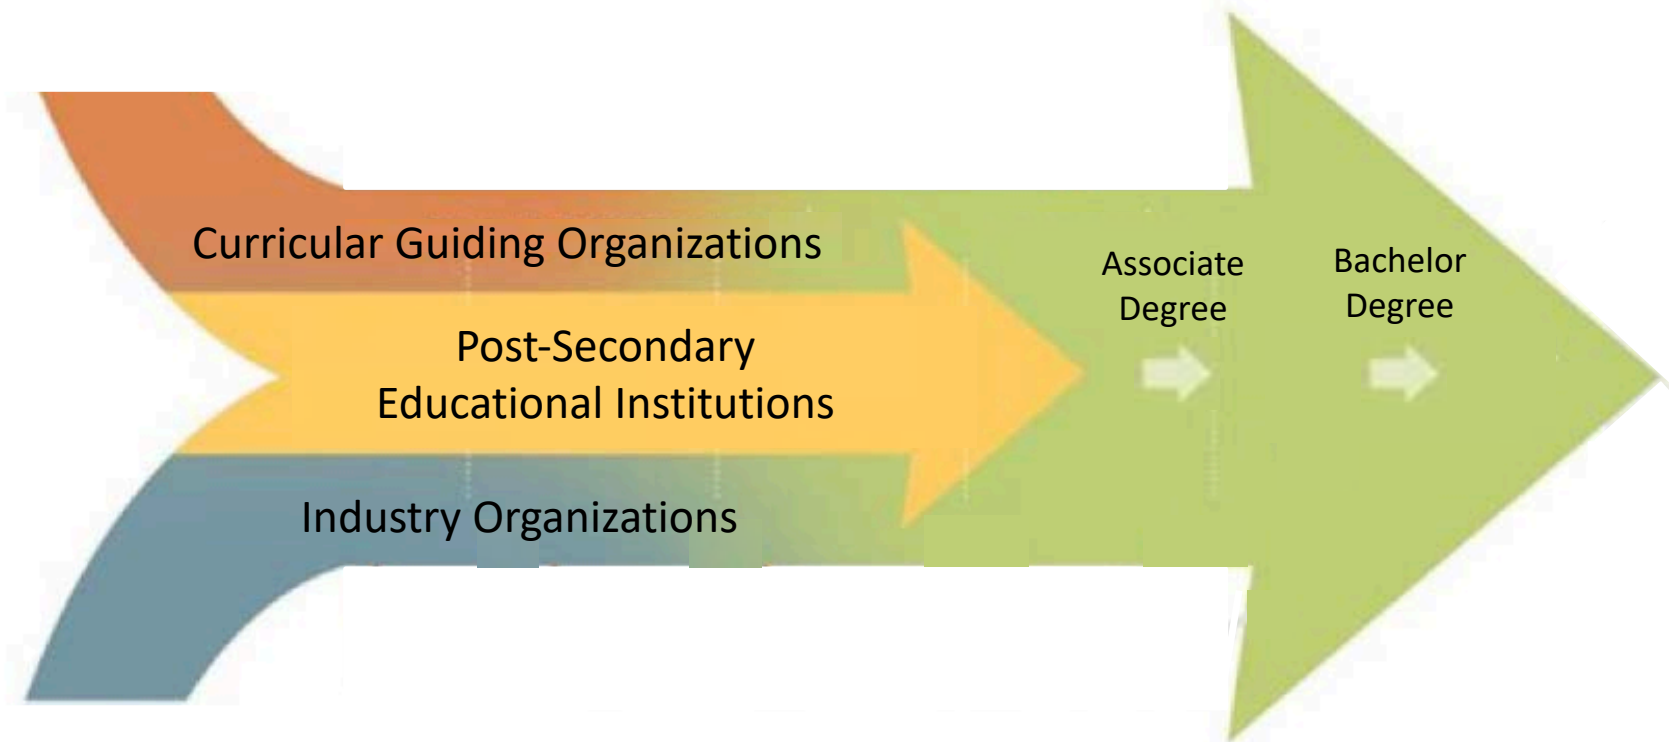 Curricular Guiding Organizations
Post-Secondary
Educational Institutions
Industry Organizations
Associate
Degree
Bachelor
Degree